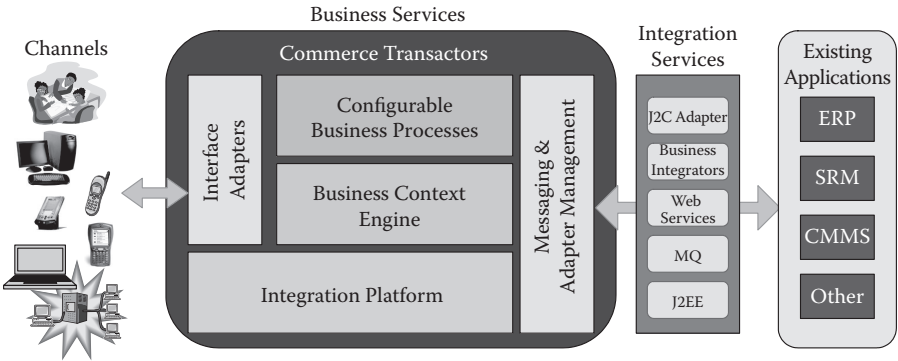 Business Services
Channels
Commerce Transactors
Interface
Adapters
Configurable
Business Processes
Business Context
Engine
Integration Platform
Messaging &
Adapter Management
Integration
Services
J2C Adapter
Business
Integrators
Web
Services
MQ
J2EE
Existing
Applications
ERP
SRM
CMMS
Other